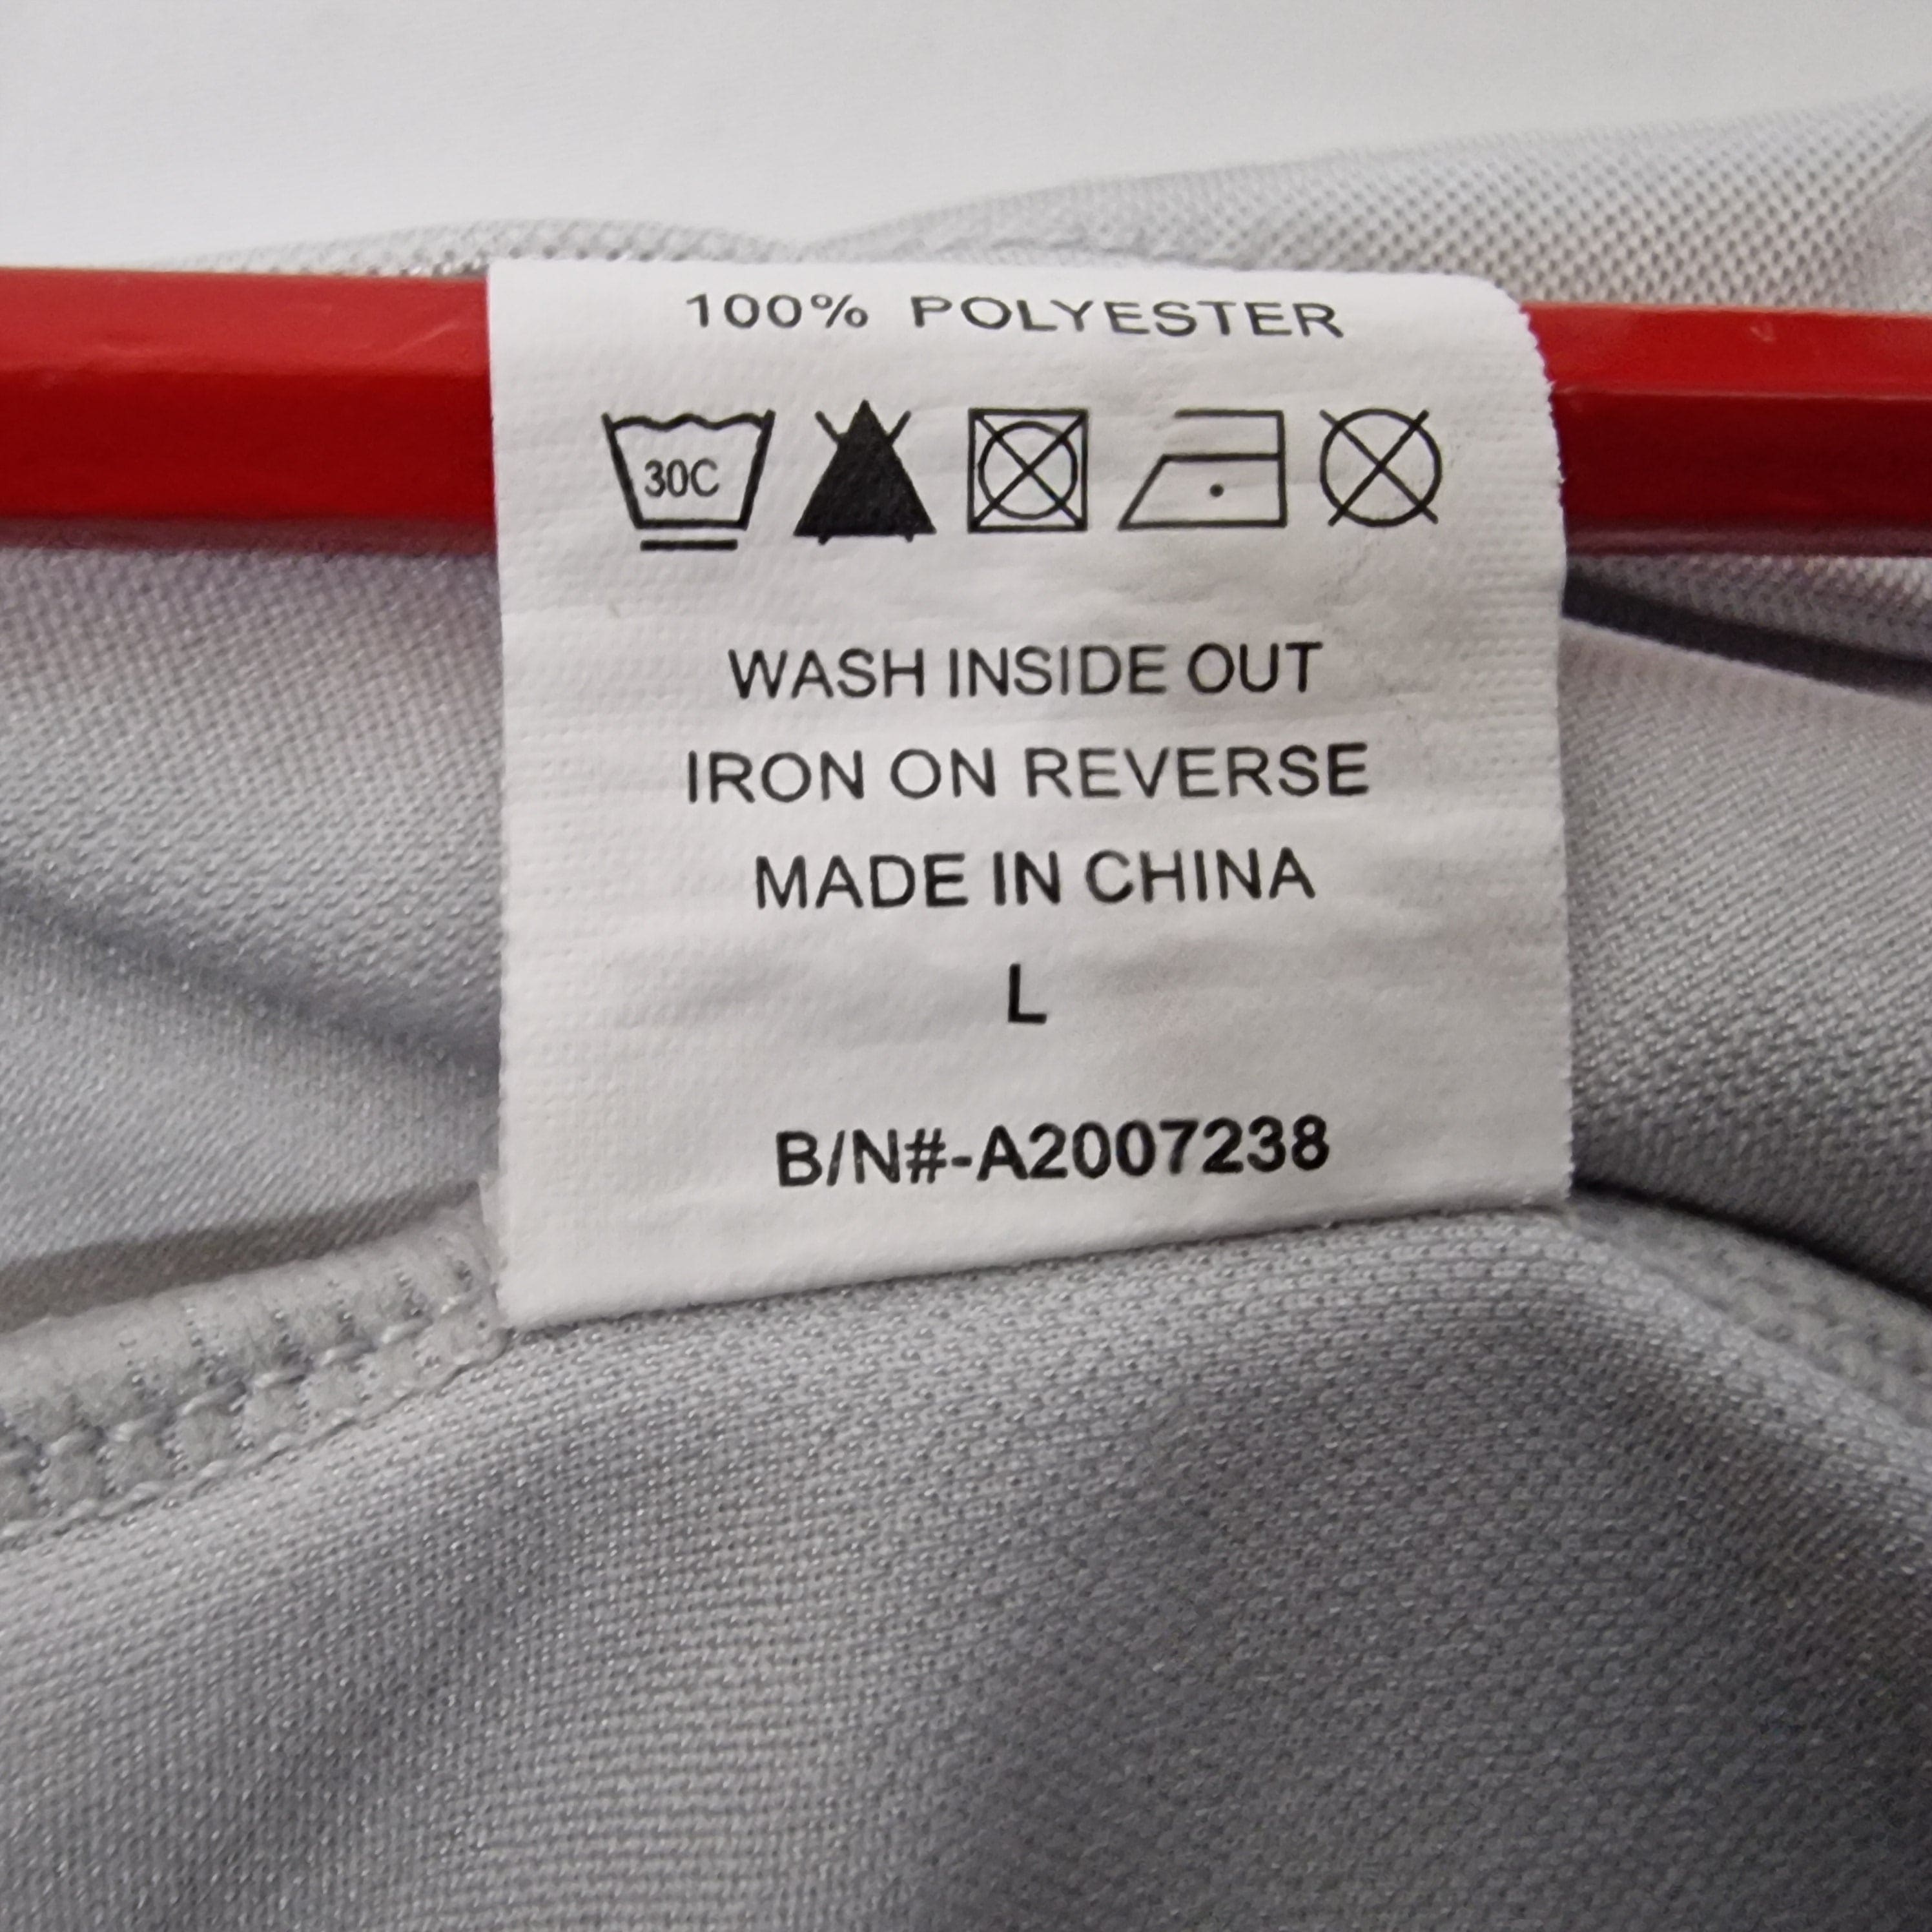 100% POLYESTER
30C
WASH INSIDE OUT
IRON ON REVERSE
MADE IN CHINA
L
B/N#-A2007238